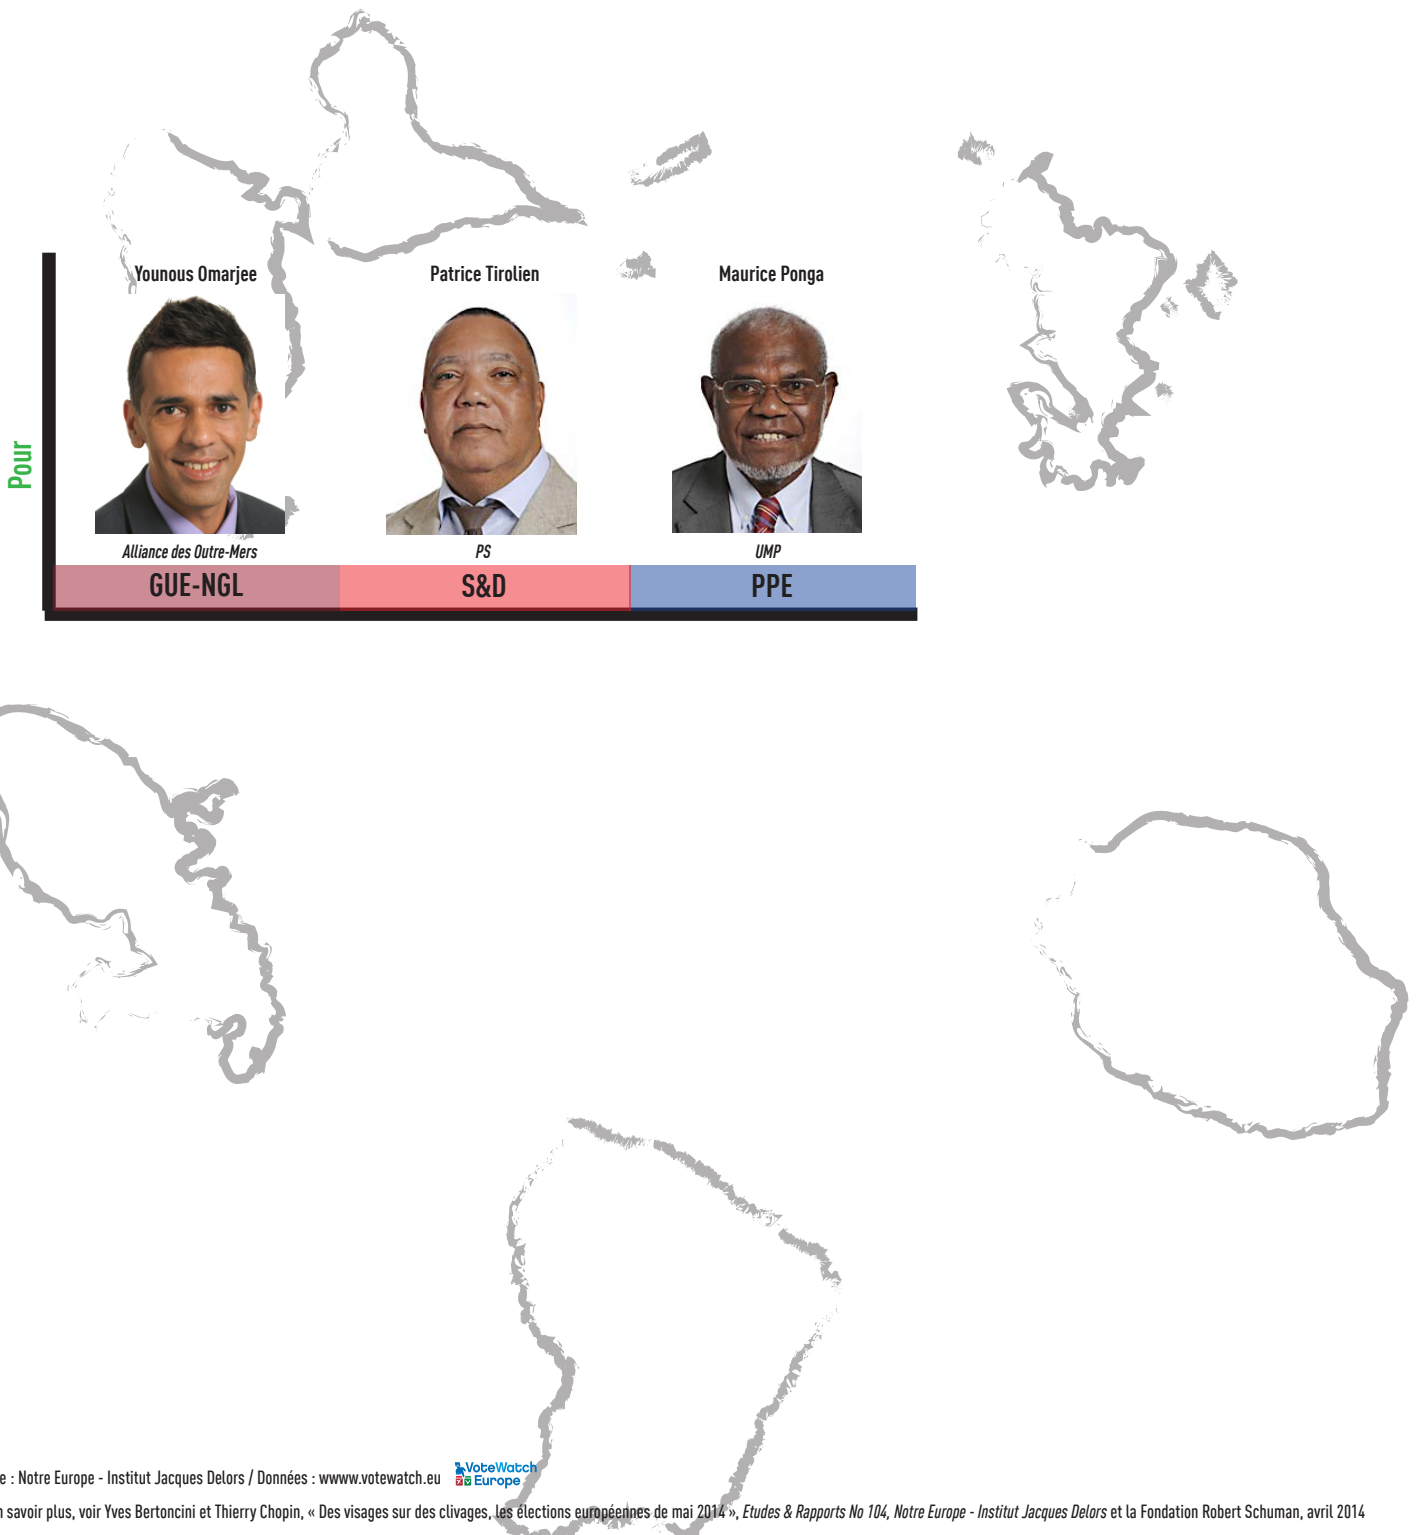 Younous Omarjee
Patrice Tirolien
Maurice Ponga
Pour
Alliance des Outre-Mers
PS
UMP
GUE-NGL
S&D
PPE
e : Notre Europe - Institut Jacques Delors / Données : wwww.votewatch.eu
VoteWatch
Europe
n savoir plus, voir Yves Bertoncini et Thierry Chopin, « Des visages sur des clivages, les élections européennes de mai 2014 », Etudes & Rapports No 104, Notre Europe - Institut Jacques Delors et la Fondation Robert Schuman, avril 2014